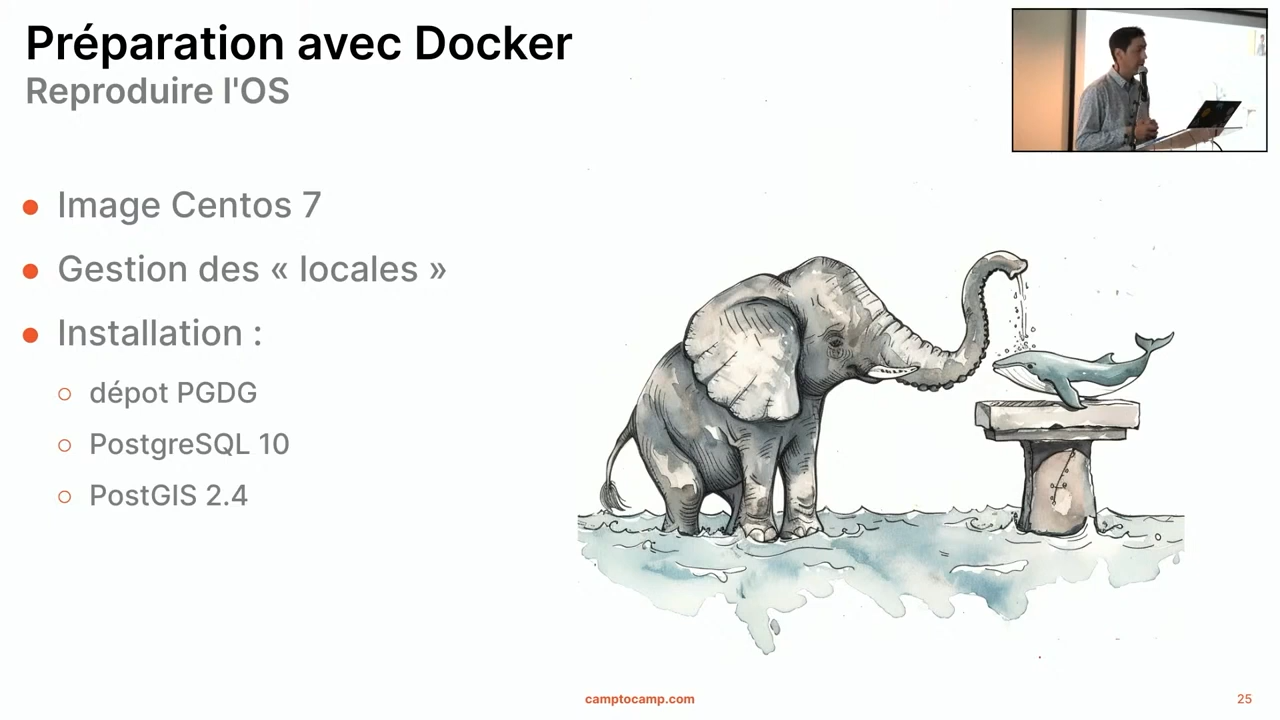 Préparation avec Docker
Reproduire l'OS
• Image Centos 7
• Gestion des « locales »
• Installation :
○ dépot PGDG
○ PostgreSQL 10
○ PostGIS 2.4
camptocamp.com
25